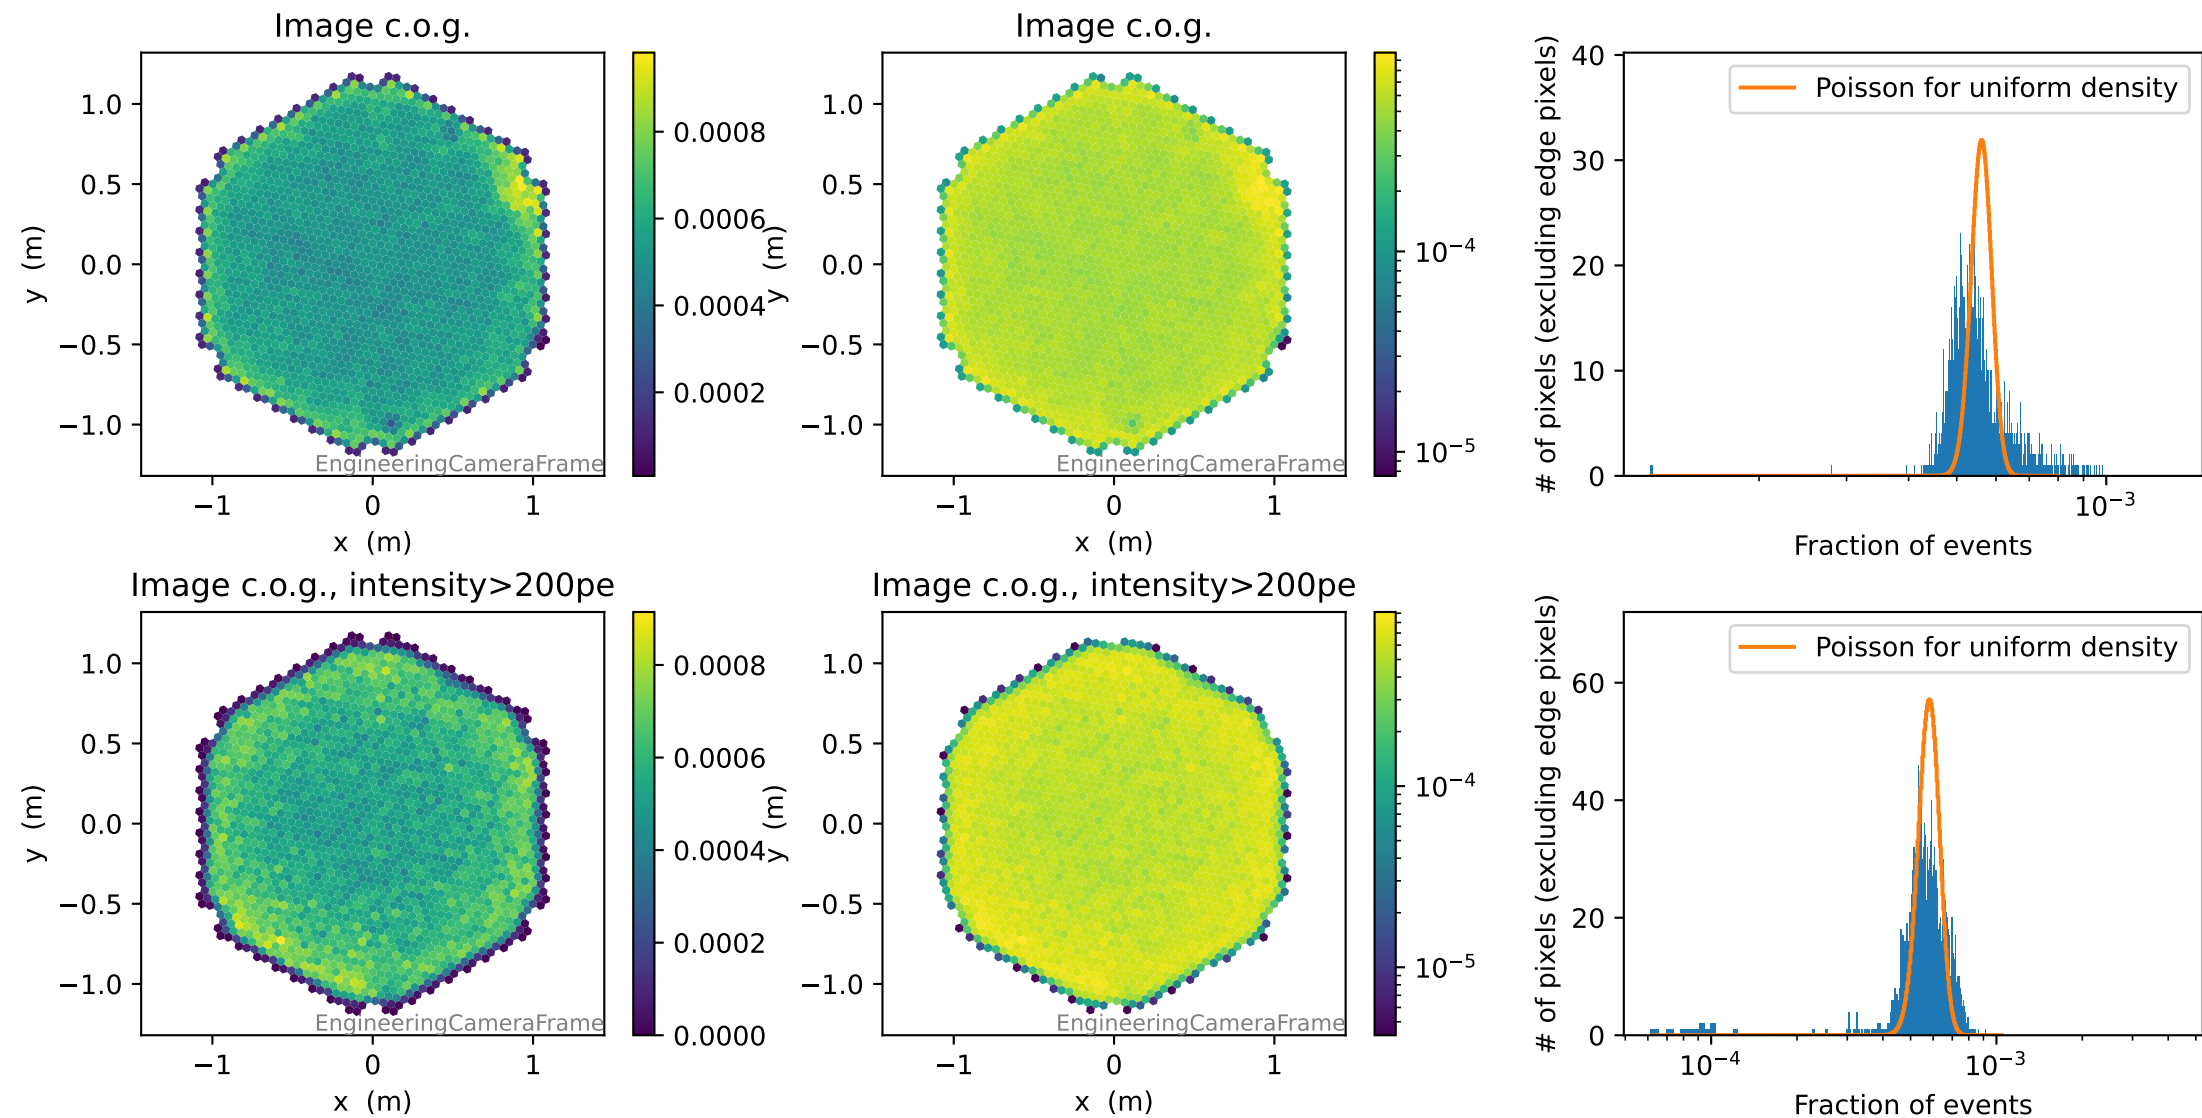 Image c.o.g.
1.0
0.5
0.0
−0.5
−1.0
y (m)
−1
0
1
x (m)
EngineeringCameraFrame
0.0008
0.0006
0.0004
0.0002
Image c.o.g.
1.0
0.5
0.0
−0.5
−1.0
y (m)
−1
0
1
x (m)
EngineeringCameraFrame
10⁻⁴
10⁻⁵
# of pixels (excluding edge pixels)
40
30
20
10
0
Poisson for uniform density
10⁻³
Fraction of events
Image c.o.g., intensity>200pe
1.0
0.5
0.0
−0.5
−1.0
y (m)
−1
0
1
x (m)
EngineeringCameraFrame
0.0008
0.0006
0.0004
0.0002
0.0000
Image c.o.g., intensity>200pe
1.0
0.5
0.0
−0.5
−1.0
y (m)
−1
0
1
x (m)
EngineeringCameraFrame
10⁻⁴
10⁻⁵
# of pixels (excluding edge pixels)
60
40
20
0
Poisson for uniform density
10⁻⁴
10⁻³
Fraction of events